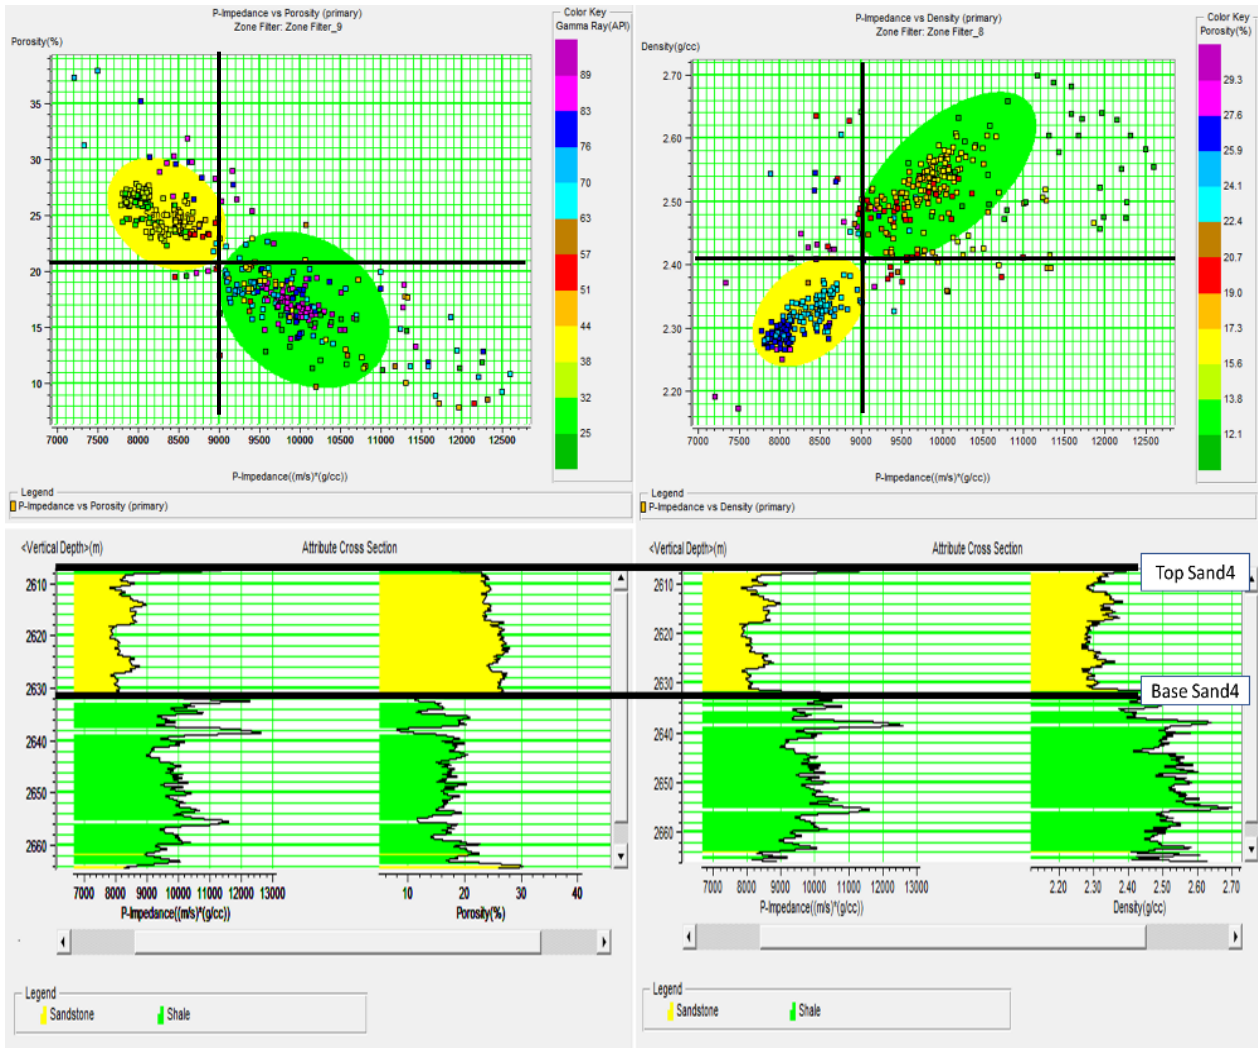 P-Impedance vs Porosity (primary)
Zone Filter: Zone Filter_9
Porosity(%)
Color Key
Gamma Ray(API)
35
30
25
20
15
10
89
83
76
70
63
57
51
44
38
32
25
7000 7500 8000 8500 9000 9500 10000 10500 11000 11500 12000 12500
P-Impedance((m/s)*(g/cc))
Legend
P-Impedance vs Porosity (primary)
P-Impedance vs Density (primary)
Zone Filter: Zone Filter_8
Density(g/cc)
Color Key
Porosity(%)
2.70
2.60
2.50
2.40
2.30
2.20
29.3
27.6
25.9
24.1
22.4
20.7
19.0
17.3
15.6
13.8
12.1
7000 7500 8000 8500 9000 9500 10000 10500 11000 11500 12000 12500
P-Impedance((m/s)*(g/cc))
Legend
P-Impedance vs Density (primary)
<Vertical Depth>(m)
Attribute Cross Section
2610
2620
2630
2640
2650
2660
7000 8000 9000 10000 11000 12000 13000
P-Impedance((m/s)*(g/cc))
10 20 30 40
Porosity(%)
Legend
Sandstone
Shale
<Vertical Depth>(m)
Attribute Cross Section
Top Sand4
Base Sand4
2610
2620
2630
2640
2650
2660
7000 8000 9000 10000 11000 12000 13000
P-Impedance((m/s)*(g/cc))
2.20 2.30 2.40 2.50 2.60 2.70
Density(g/cc)
Legend
Sandstone
Shale